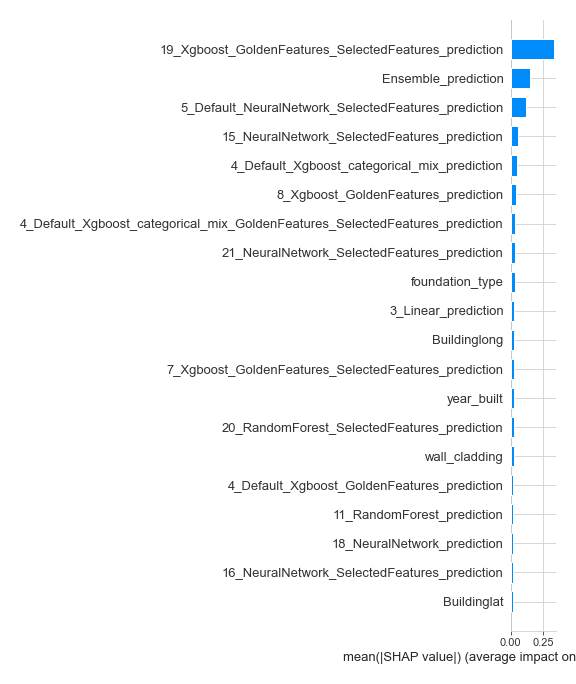 19_Xgboost_GoldenFeatures_SelectedFeatures_prediction
Ensemble_prediction
5_Default_NeuralNetwork_SelectedFeatures_prediction
15_NeuralNetwork_SelectedFeatures_prediction
4_Default_Xgboost_categorical_mix_prediction
8_Xgboost_GoldenFeatures_prediction
4_Default_Xgboost_categorical_mix_GoldenFeatures_SelectedFeatures_prediction
21_NeuralNetwork_SelectedFeatures_prediction
foundation_type
3_Linear_prediction
Buildinglong
7_Xgboost_GoldenFeatures_SelectedFeatures_prediction
year_built
20_RandomForest_SelectedFeatures_prediction
wall_cladding
4_Default_Xgboost_GoldenFeatures_prediction
11_RandomForest_prediction
18_NeuralNetwork_prediction
16_NeuralNetwork_SelectedFeatures_prediction
Buildinglat
0.00 0.25
mean(|SHAP value|) (average impact on